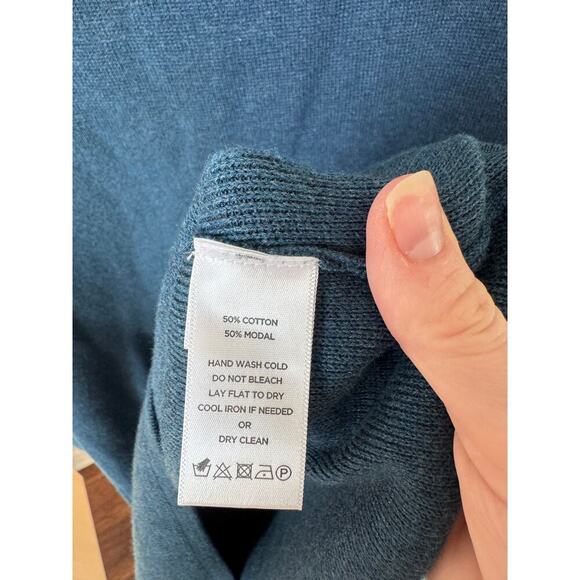 50% COTTON
50% MODAL
HAND WASH COLD
DO NOT BLEACH
LAY FLAT TO DRY
COOL IRON IF NEEDED
OR
DRY CLEAN
P